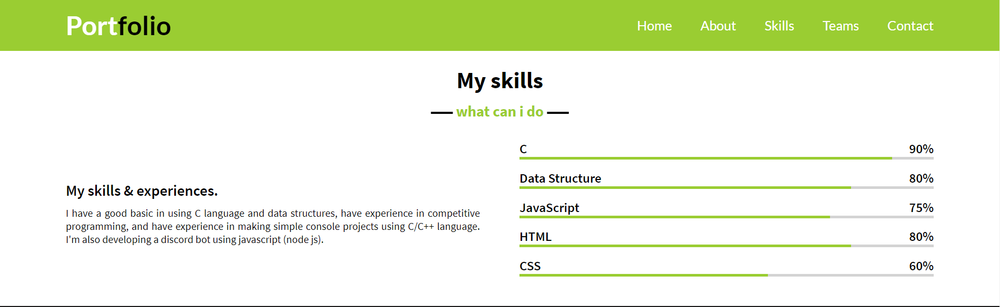 Portfolio
Home About Skills Teams Contact
My skills
what can i do
My skills & experiences.
I have a good basic in using C language and data structures, have experience in competitive
programming, and have experience in making simple console projects using C/C++ language.
I'm also developing a discord bot using javascript (node js).
C 90%
Data Structure 80%
JavaScript 75%
HTML 80%
CSS 60%